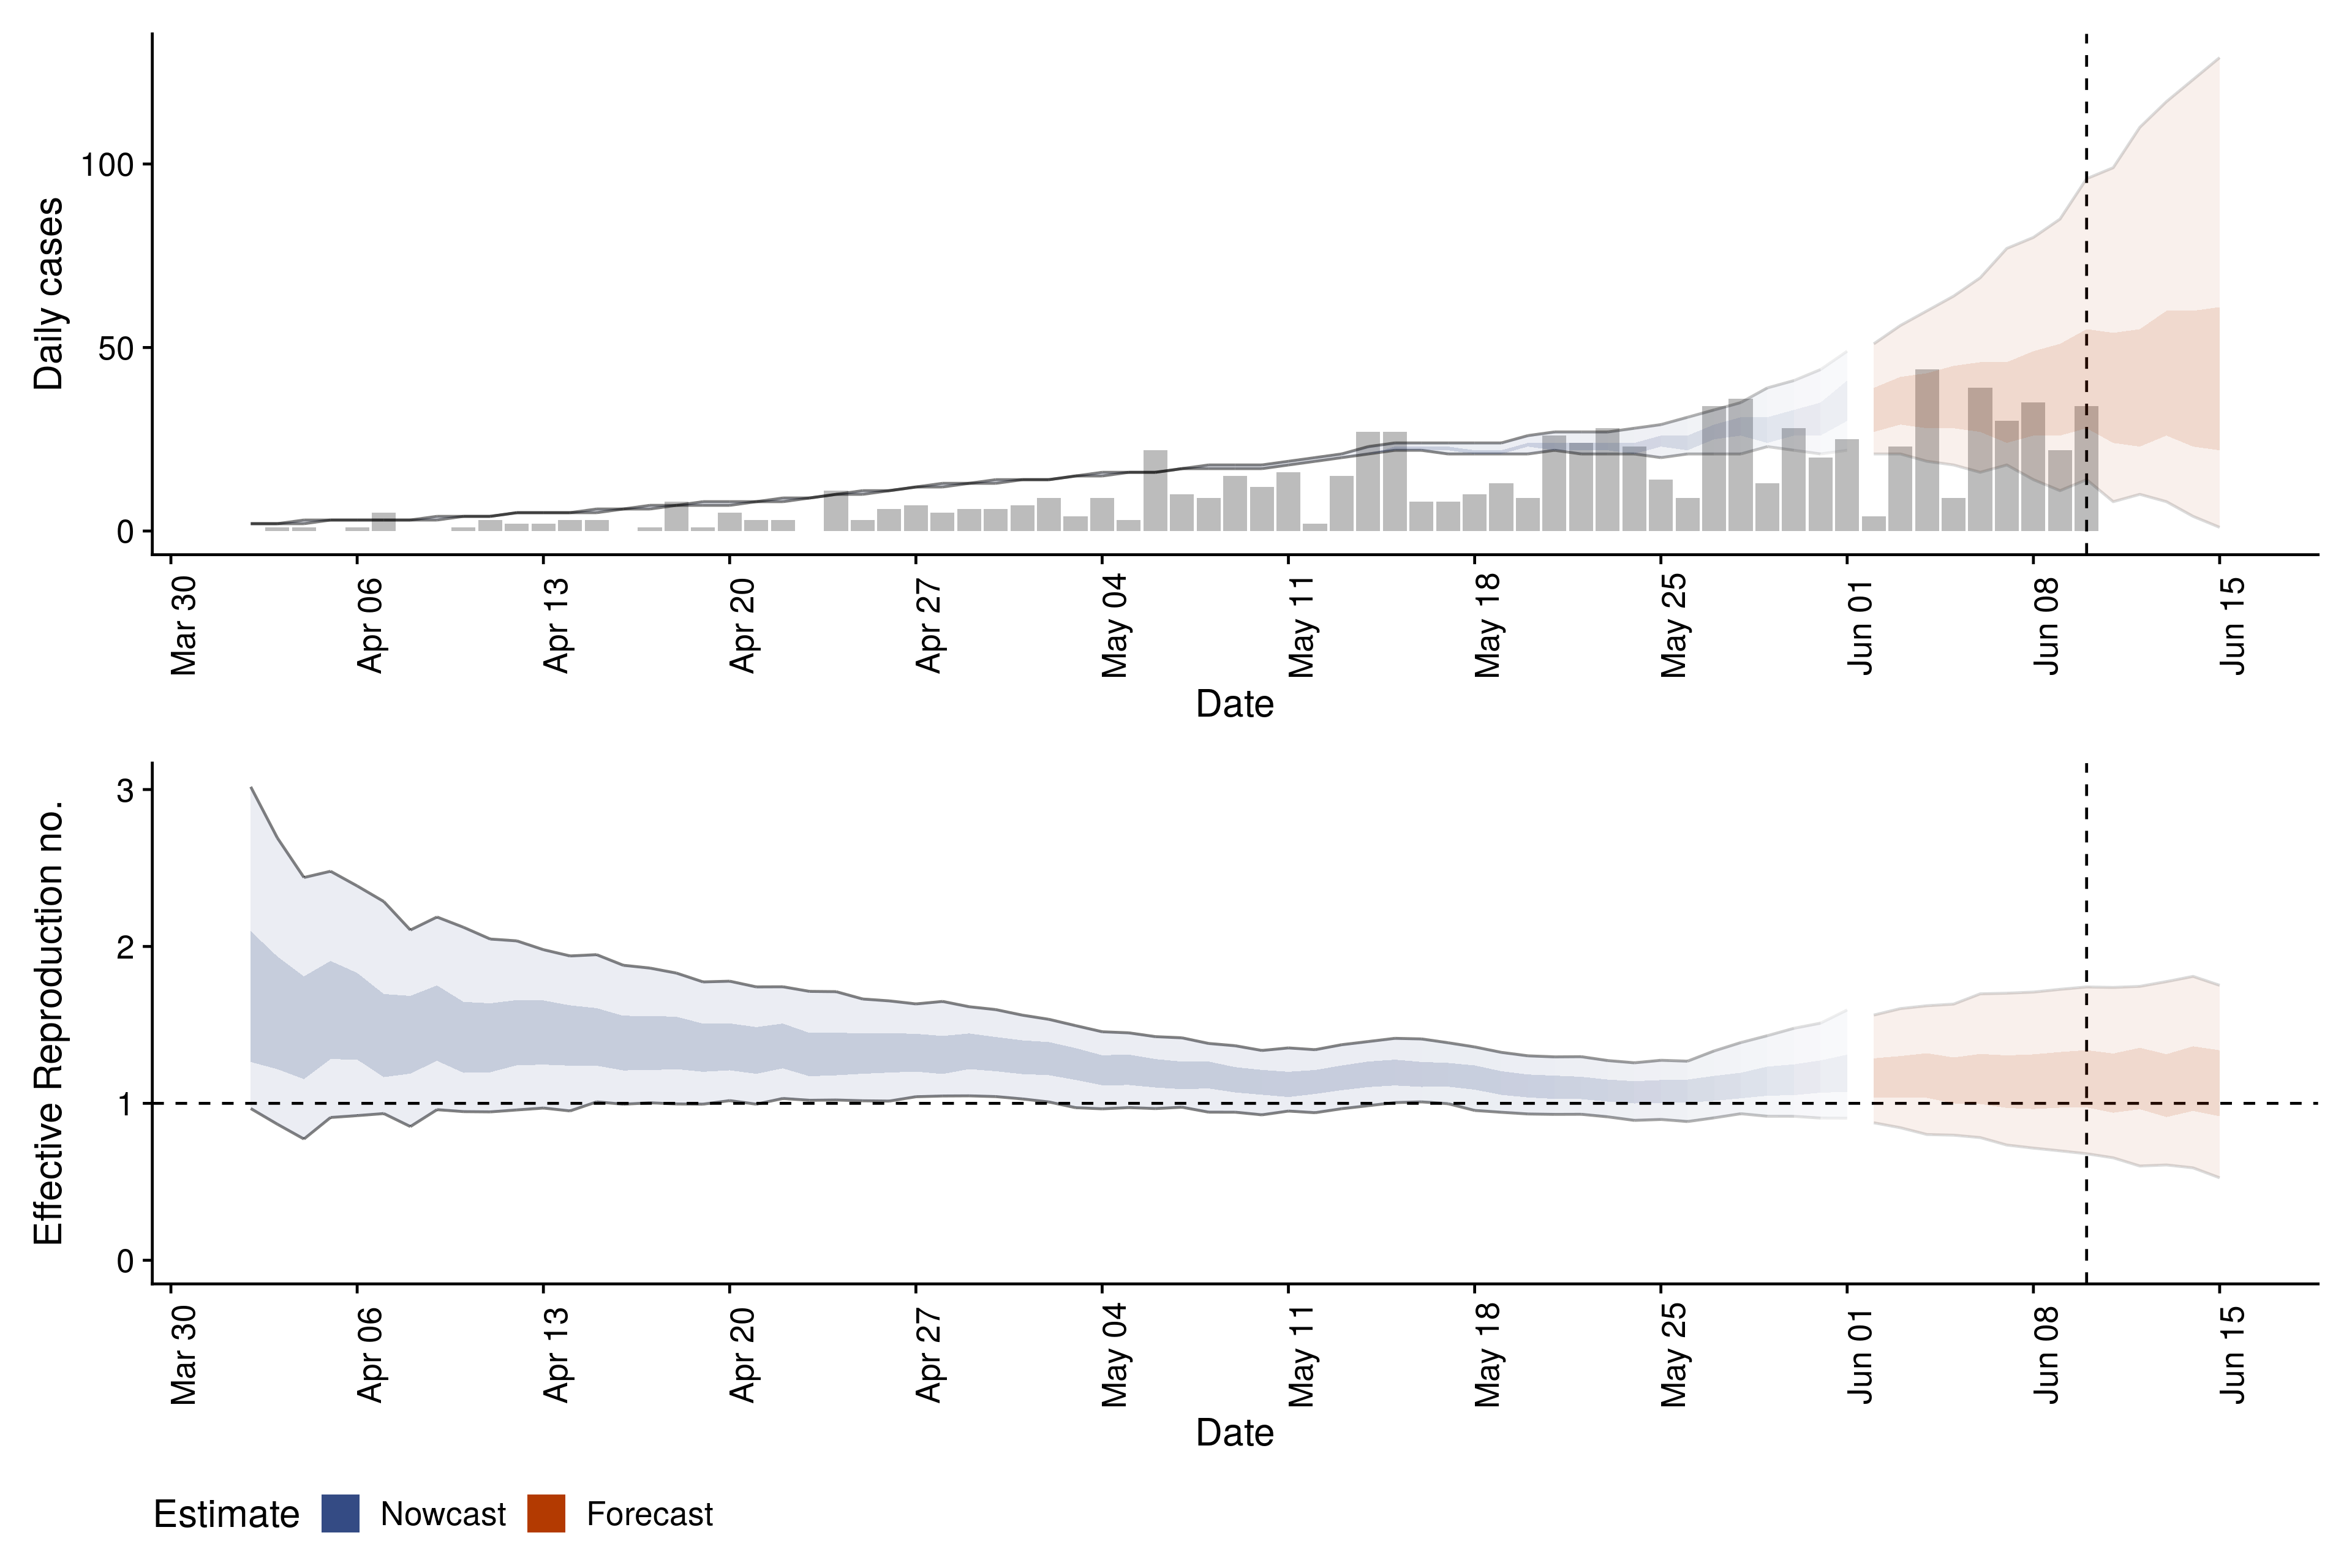 Daily cases
100
50
0
Mar 30
Apr 06
Apr 13
Apr 20
Apr 27
May 04
May 11
May 18
May 25
Jun 01
Jun 08
Jun 15
Date
Effective Reproduction no.
3
2
1
0
Mar 30
Apr 06
Apr 13
Apr 20
Apr 27
May 04
May 11
May 18
May 25
Jun 01
Jun 08
Jun 15
Date
Estimate Nowcast Forecast